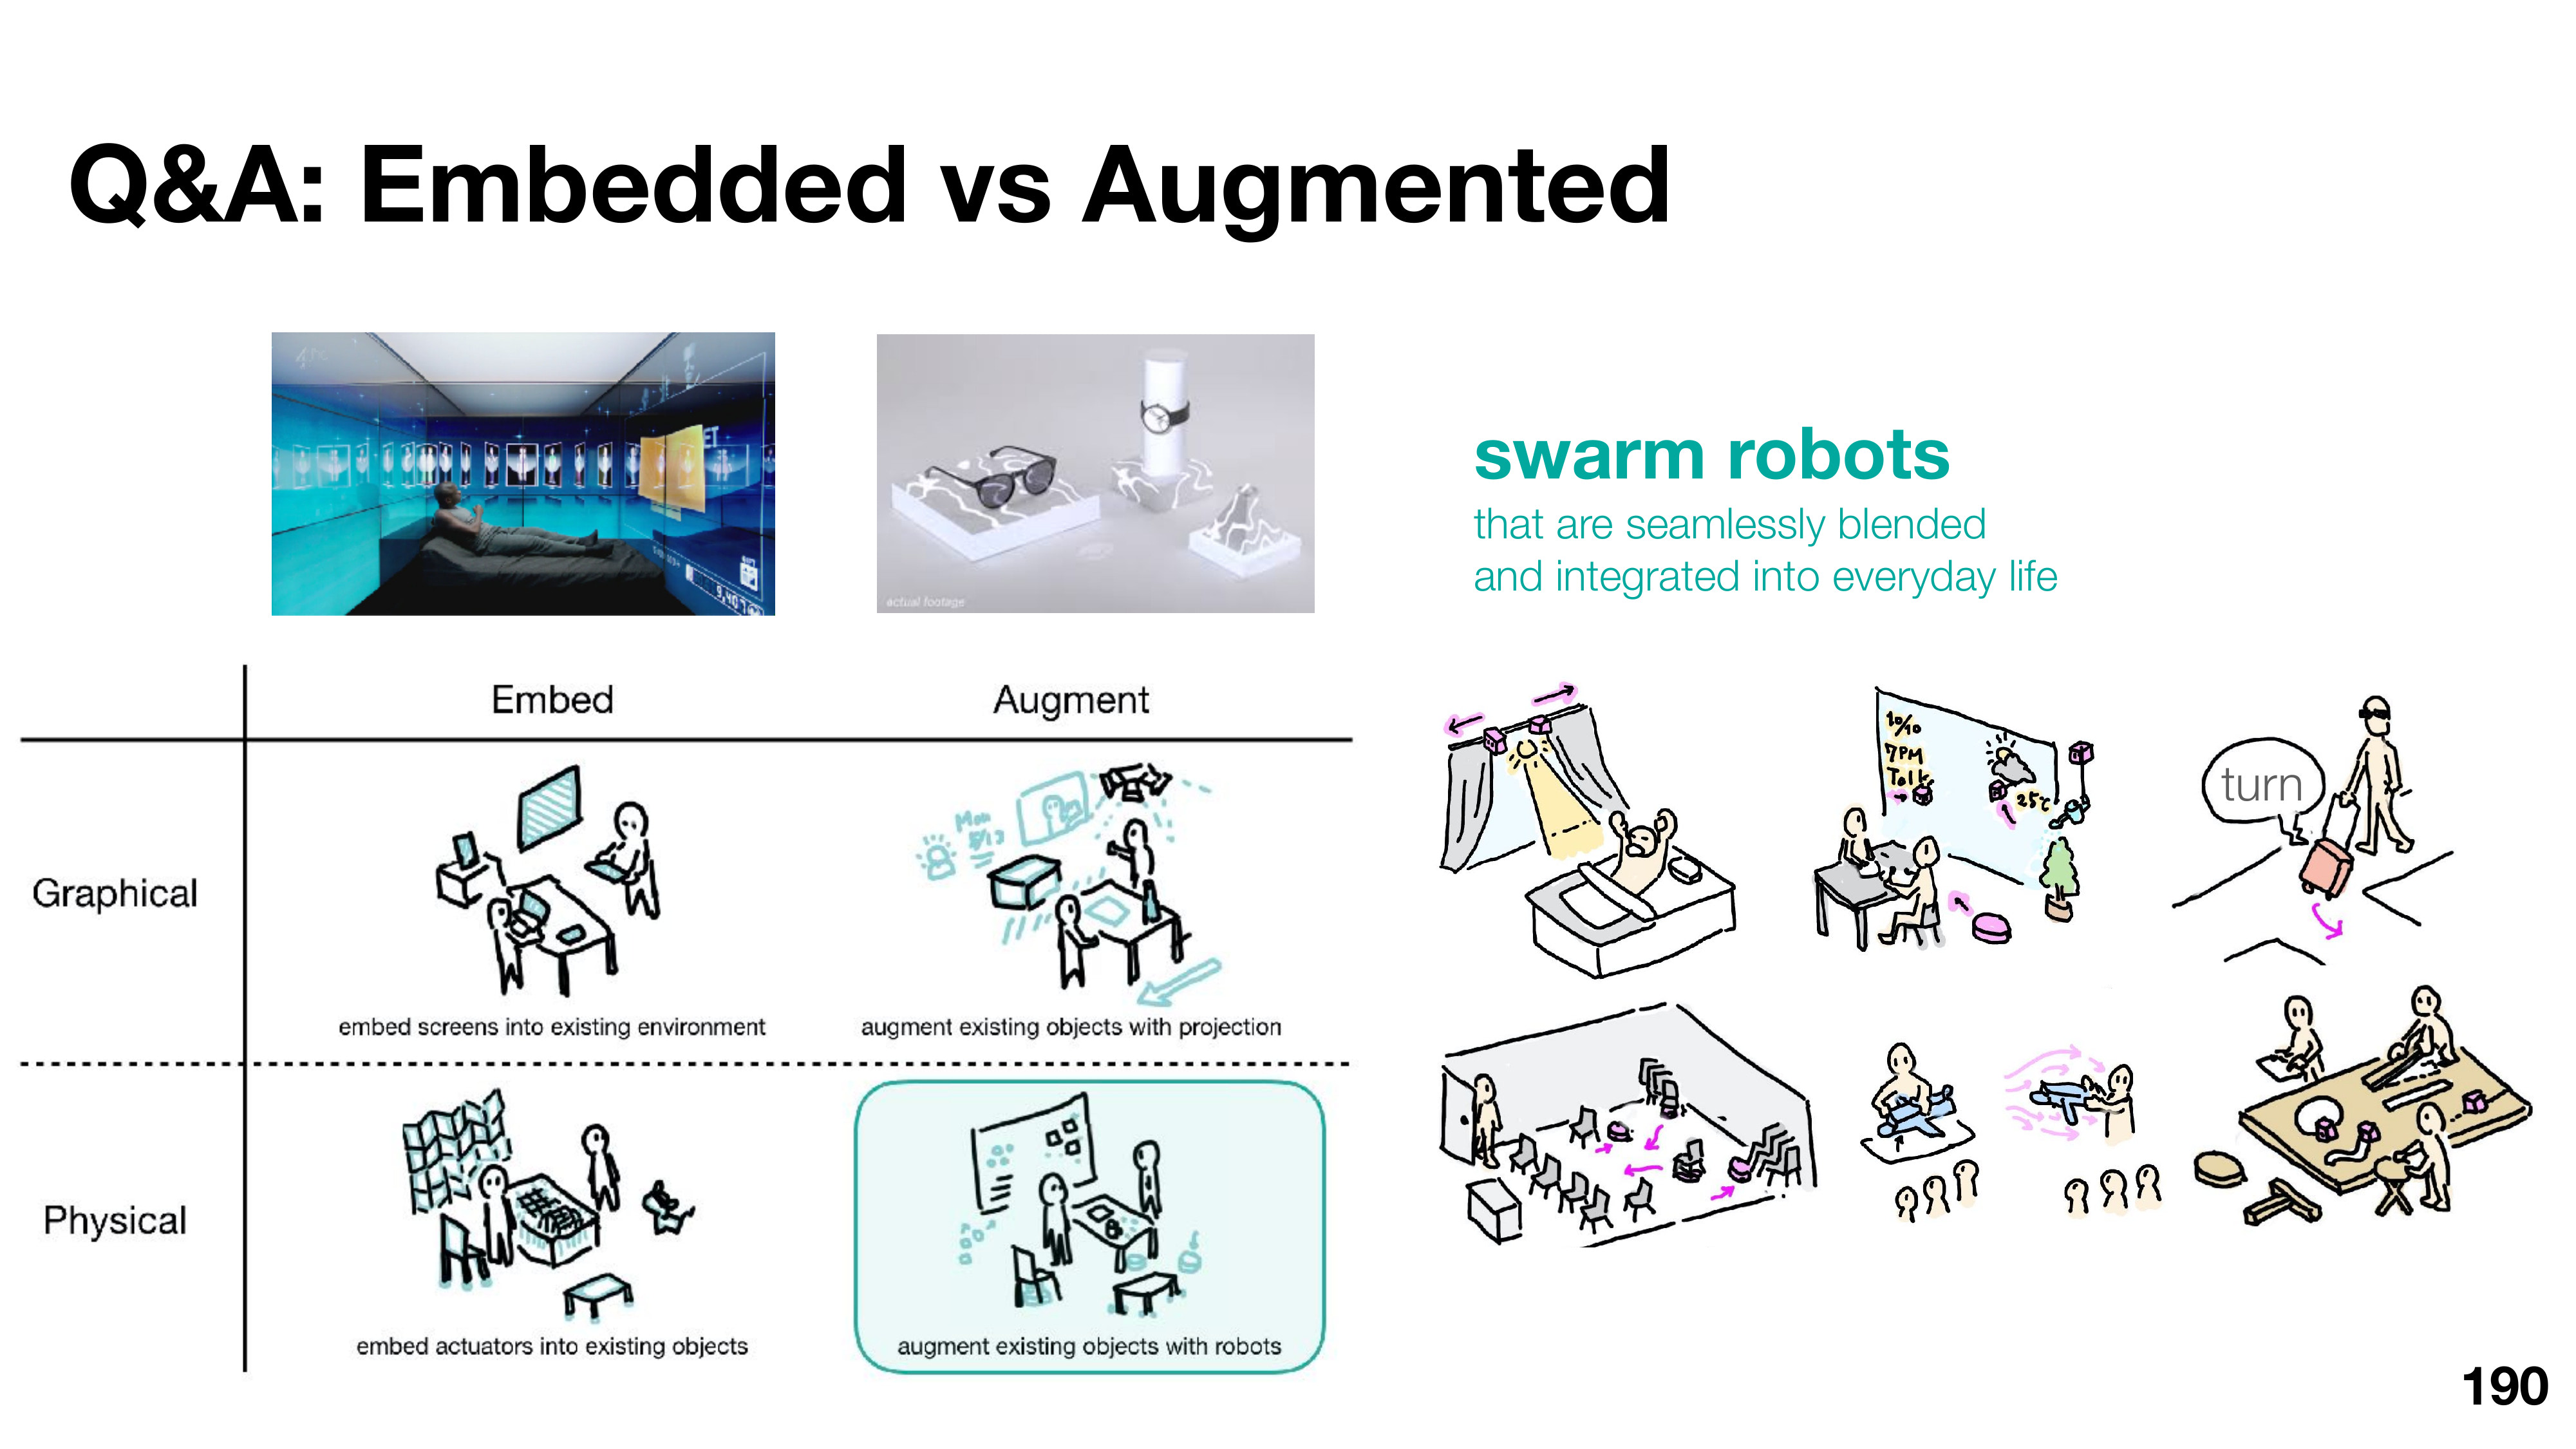 Q&A: Embedded vs Augmented
actual footage
swarm robots
that are seamlessly blended
and integrated into everyday life
Embed
Augment
Graphical
embed screens into existing environment
augment existing objects with projection
Physical
embed actuators into existing objects
augment existing objects with robots
Mon
5/13
10/10
7PM
Talk
25℃
turn
190